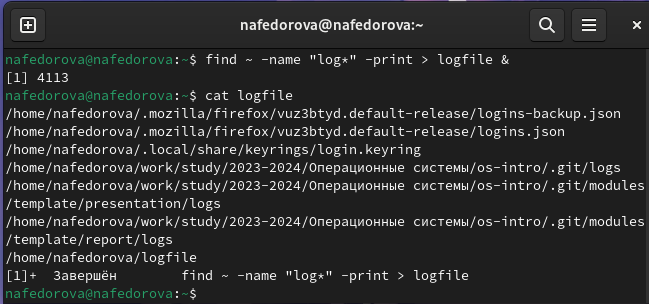 nafedorova@nafedorova:~
nafedorova@nafedorova:~$ find ~ -name "log*" -print > logfile &
[1] 4113
nafedorova@nafedorova:~$ cat logfile
/home/nafedorova/.mozilla/firefox/vuz3btyd.default-release/logins-backup.json
/home/nafedorova/.mozilla/firefox/vuz3btyd.default-release/logins.json
/home/nafedorova/.local/share/keyrings/login.keyring
/home/nafedorova/work/study/2023-2024/Операционные системы/os-intro/.git/logs
/home/nafedorova/work/study/2023-2024/Операционные системы/os-intro/.git/modules
/template/presentation/logs
/home/nafedorova/work/study/2023-2024/Операционные системы/os-intro/.git/modules
/template/report/logs
/home/nafedorova/logfile
[1]+  Завершён        find ~ -name "log*" -print > logfile
nafedorova@nafedorova:~$